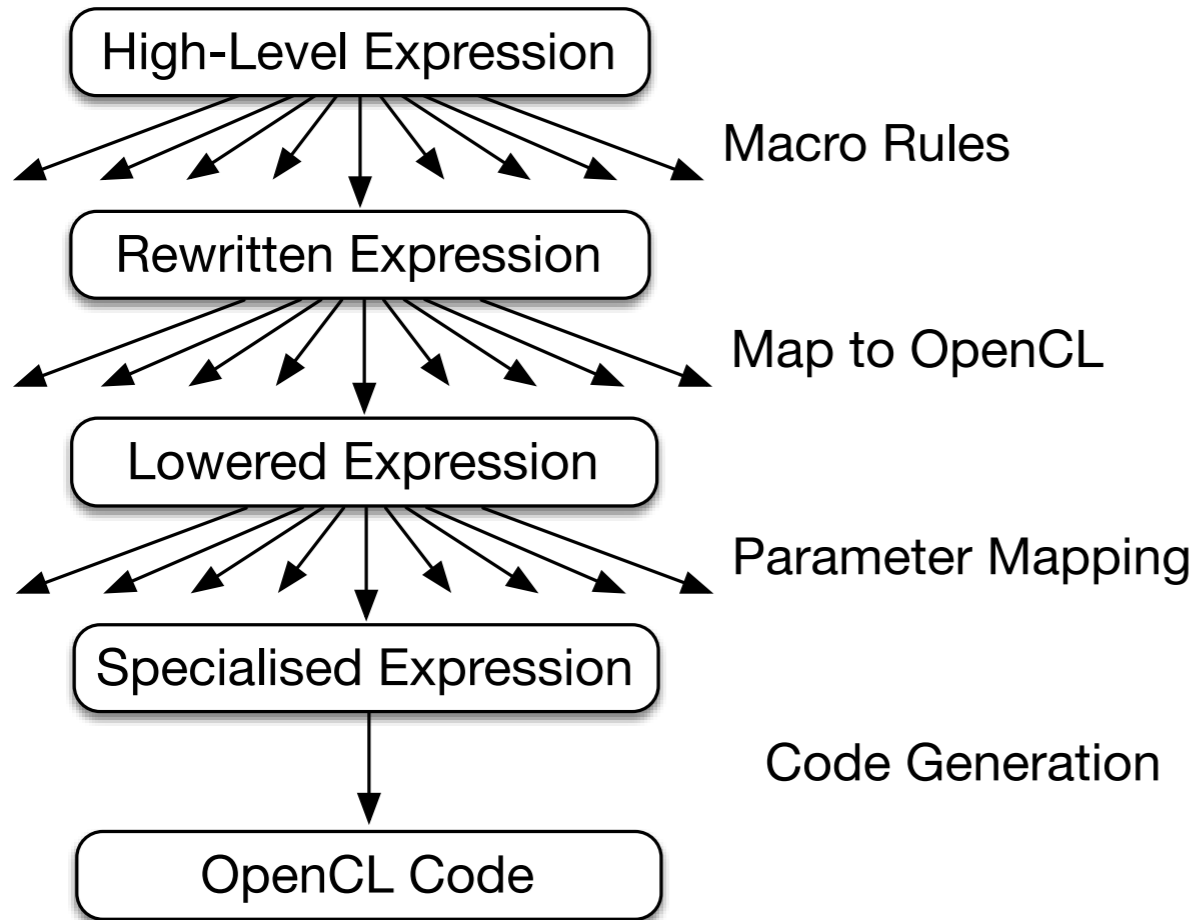 High-Level Expression
Macro Rules
Rewritten Expression
Map to OpenCL
Lowered Expression
Parameter Mapping
Specialised Expression
Code Generation
OpenCL Code